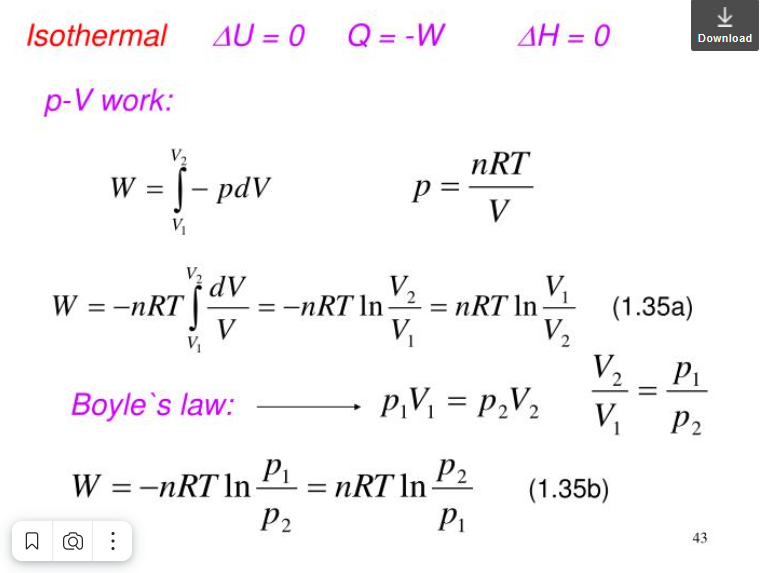 Isothermal ΔU = 0 Q = -W ΔH = 0
Download
p-V work:
W = ∫_{V₁}^{V₂} – pdV p = nRT/V
W = –nRT ∫_{V₁}^{V₂} dV/V = –nRT ln V₂/V₁ = nRT ln V₁/V₂ (1.35a)
Boyle`s law: → p₁V₁ = p₂V₂ V₂/V₁ = p₁/p₂
W = –nRT ln p₁/p₂ = nRT ln p₂/p₁ (1.35b)
43